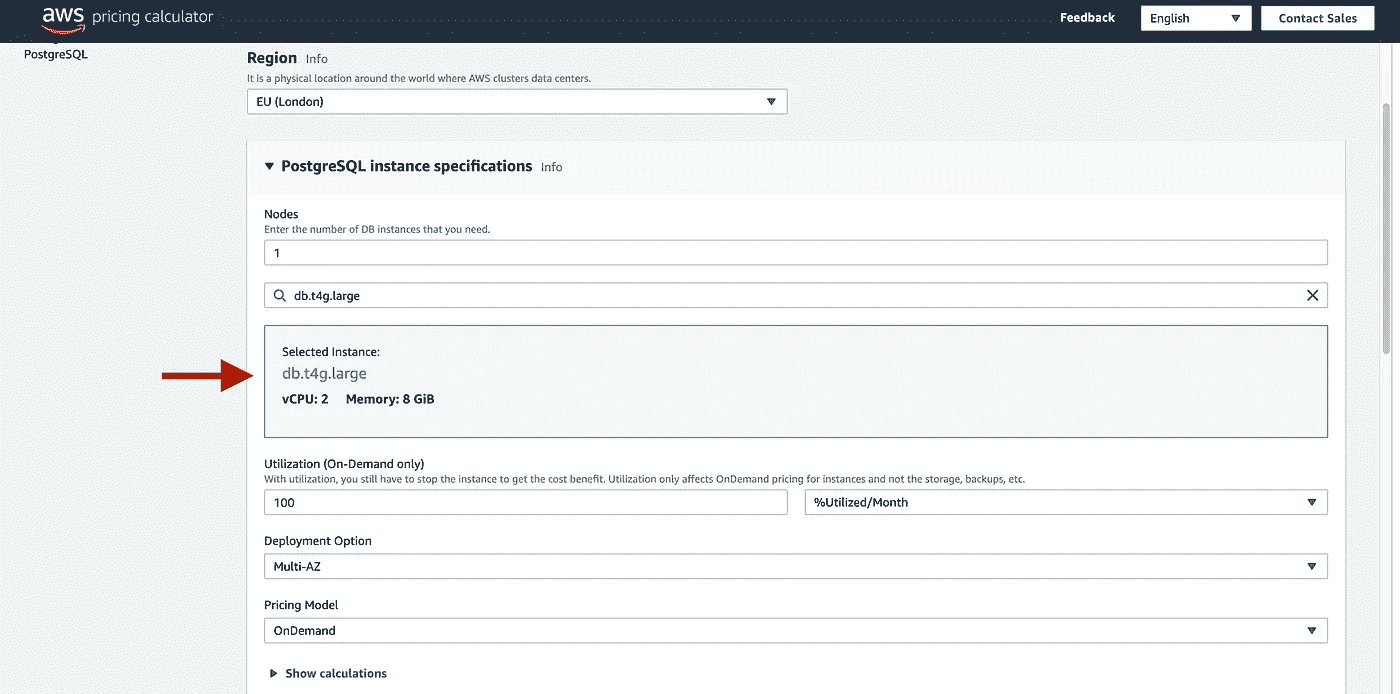 aws pricing calculator
Feedback
English
Contact Sales
PostgreSQL
Region Info
It is a physical location around the world where AWS clusters data centers.
EU (London)
PostgreSQL instance specifications Info
Nodes
Enter the number of DB instances that you need.
1
db.t4g.large
Selected Instance:
db.t4g.large
vCPU: 2 Memory: 8 GiB
Utilization (On-Demand only)
With utilization, you still have to stop the instance to get the cost benefit. Utilization only affects OnDemand pricing for instances and not the storage, backups, etc.
100
%Utilized/Month
Deployment Option
Multi-AZ
Pricing Model
OnDemand
Show calculations